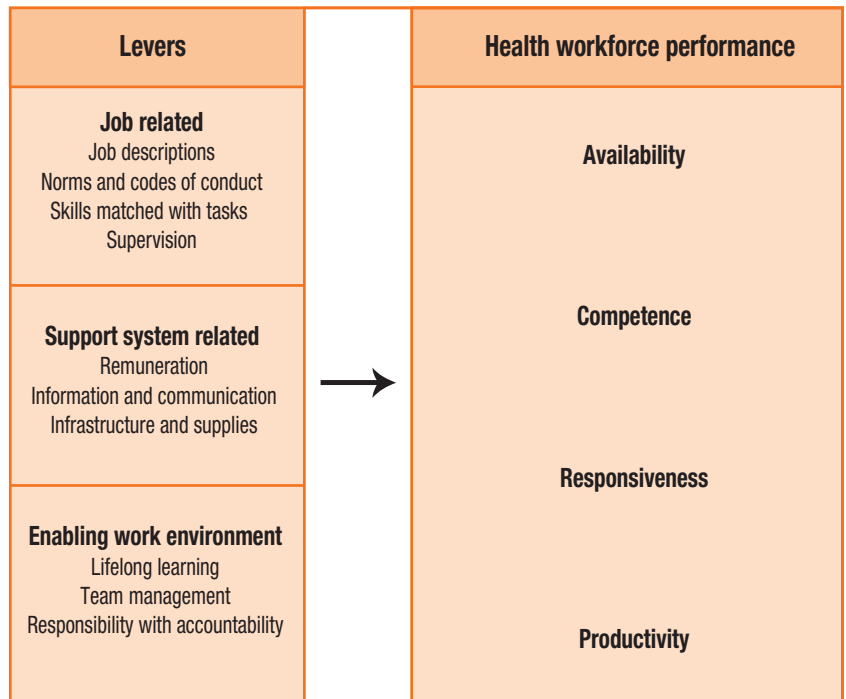 Levers
Job related
Job descriptions
Norms and codes of conduct
Skills matched with tasks
Supervision
Support system related
Remuneration
Information and communication
Infrastructure and supplies
Enabling work environment
Lifelong learning
Team management
Responsibility with accountability
Health workforce performance
Availability
Competence
Responsiveness
Productivity